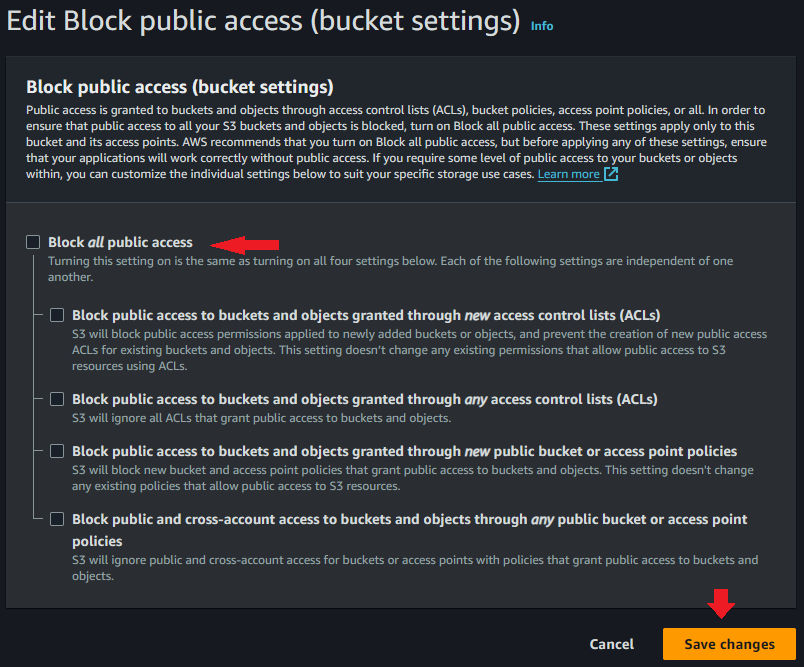 Edit Block public access (bucket settings) Info
Block public access (bucket settings)
Public access is granted to buckets and objects through access control lists (ACLs), bucket policies, access point policies, or all. In order to
ensure that public access to all your S3 buckets and objects is blocked, turn on Block all public access. These settings apply only to this
bucket and its access points. AWS recommends that you turn on Block all public access, but before applying any of these settings, ensure
that your applications will work correctly without public access. If you require some level of public access to your buckets or objects
within, you can customize the individual settings below to suit your specific storage use cases. Learn more
Block all public access
Turning this setting on is the same as turning on all four settings below. Each of the following settings are independent of one
another.
Block public access to buckets and objects granted through new access control lists (ACLs)
S3 will block public access permissions applied to newly added buckets or objects, and prevent the creation of new public access
ACLs for existing buckets and objects. This setting doesn't change any existing permissions that allow public access to S3
resources using ACLs.
Block public access to buckets and objects granted through any access control lists (ACLs)
S3 will ignore all ACLs that grant public access to buckets and objects.
Block public access to buckets and objects granted through new public bucket or access point policies
S3 will block new bucket and access point policies that grant public access to buckets and objects. This setting doesn't change
any existing policies that allow public access to S3 resources.
Block public and cross-account access to buckets and objects through any public bucket or access point
policies
S3 will ignore public and cross-account access for buckets or access points with policies that grant public access to buckets and
objects.
Cancel Save changes